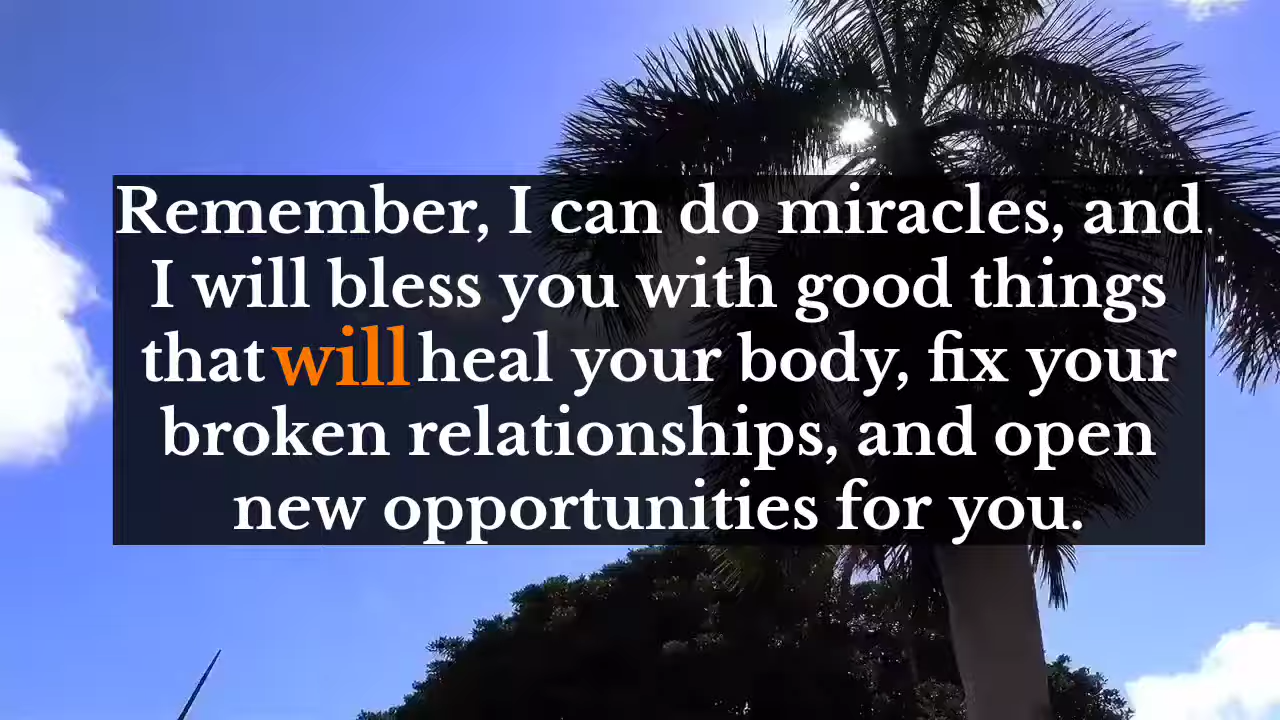 Remember, I can do miracles, and
I will bless you with good things
that will heal your body, fix your
broken relationships, and open
new opportunities for you.